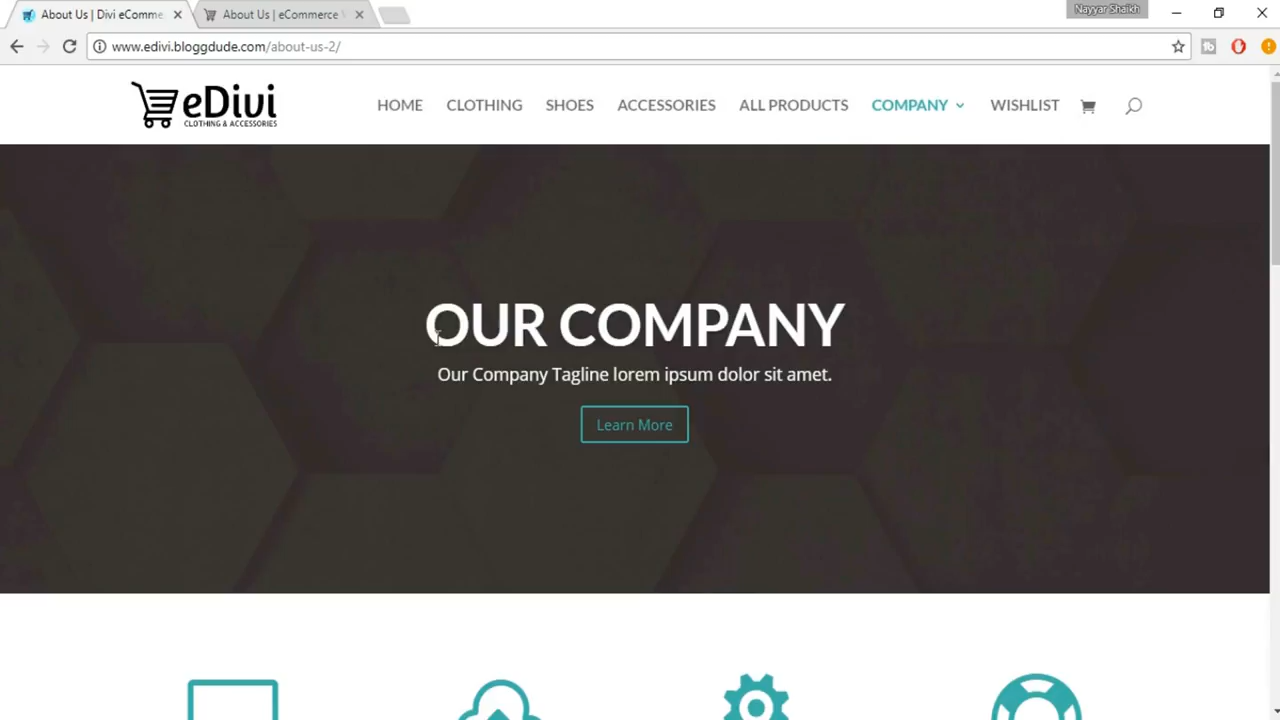 About Us | Divi eComme
About Us | eCommerce
Nayyar Shaikh
www.edivi.bloggdude.com/about-us-2/
eDivi
CLOTHING & ACCESSORIES
HOME CLOTHING SHOES ACCESSORIES ALL PRODUCTS COMPANY WISHLIST
OUR COMPANY
Our Company Tagline lorem ipsum dolor sit amet.
Learn More